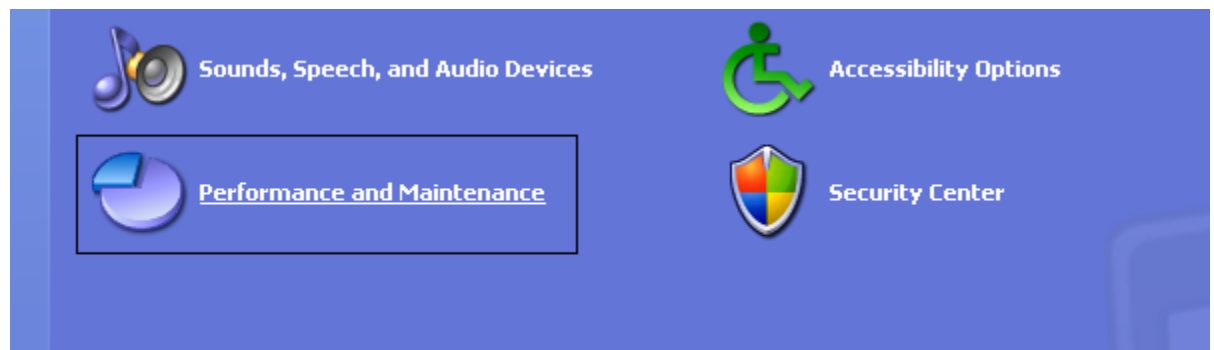 Sounds, Speech, and Audio Devices
Accessibility Options
Performance and Maintenance
Security Center